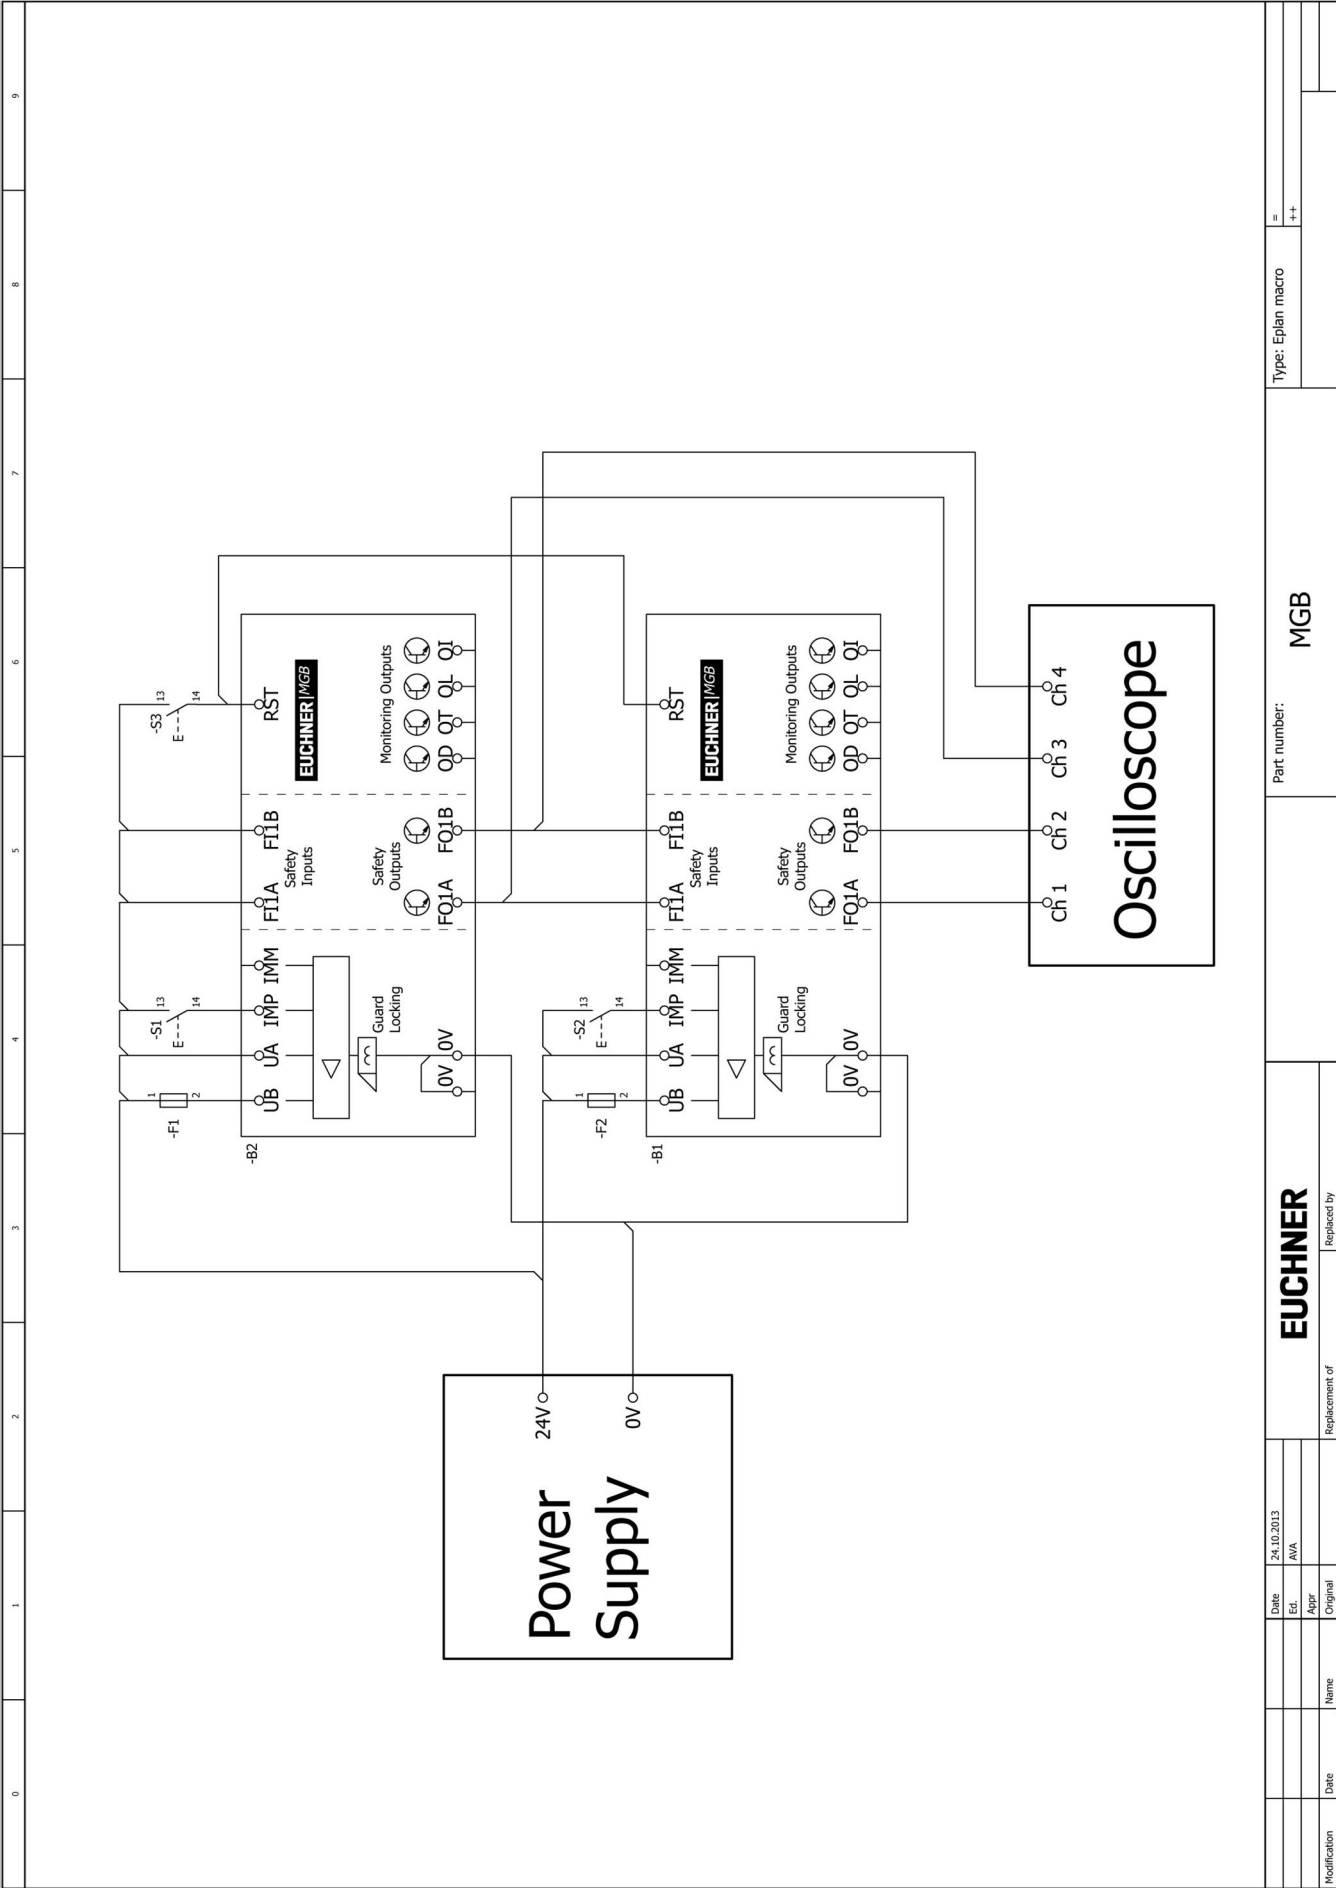 0 1 2 3 4 5 6 7 8 9
-S1 13 14
E
-S3 13 14
E
-F1 1 2
-B2
UB UA IMP IMM FI1A FI1B RST
Safety
Inputs
EUCHNER|MGB
Guard
Locking
Safety
Outputs
Monitoring Outputs
0V 0V FO1A FO1B OD OT OL OI
Power
Supply
24V
0V
-S2 13 14
E
-F2 1 2
-B1
UB UA IMP IMM FI1A FI1B RST
Safety
Inputs
EUCHNER|MGB
Guard
Locking
Safety
Outputs
Monitoring Outputs
0V 0V FO1A FO1B OD OT OL OI
Ch 1 Ch 2 Ch 3 Ch 4
Oscilloscope
Date 24.10.2013
Ed. AVA
Appr
Modification Date Name Original
EUCHNER
Replacement of Replaced by
Part number:
MGB
Type: Eplan macro
=
++